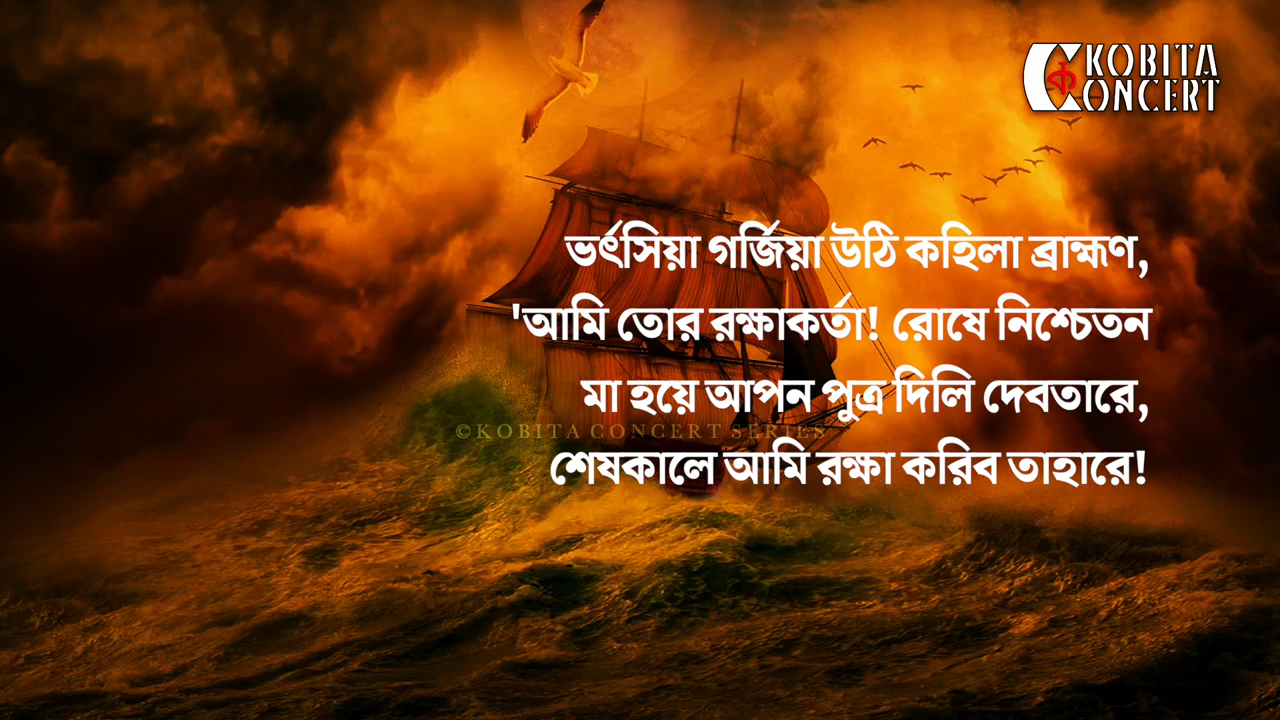 KOBITA
CONCERT
ভর্ৎসিয়া গর্জিয়া উঠি কহিলা ব্রাহ্মণ,
'আমি তোর রক্ষাকর্তা! রোষে নিশ্চেতন
মা হয়ে আপন পুত্র দিলি দেবতারে,
©KOBITA CONCERT SERIES
শেষকালে আমি রক্ষা করিব তাহারে!